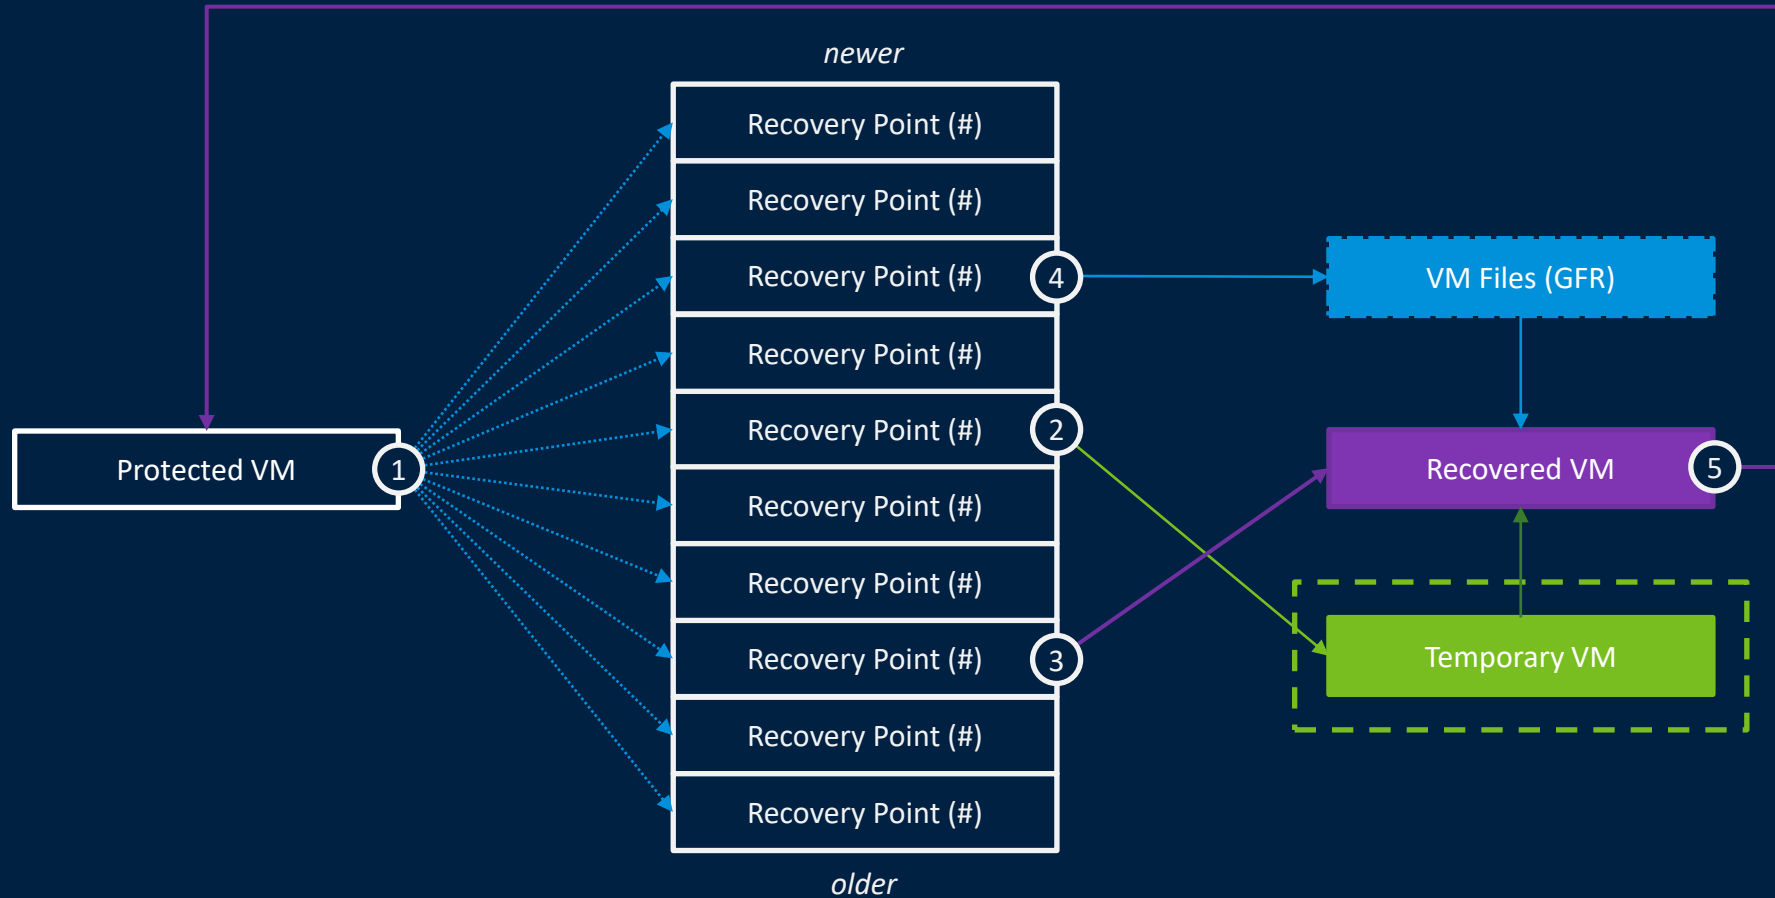 newer
Recovery Point (#)
Recovery Point (#)
Recovery Point (#)
4
VM Files (GFR)
Recovery Point (#)
Recovery Point (#)
2
Protected VM
1
Recovered VM
5
Recovery Point (#)
Recovery Point (#)
Recovery Point (#)
3
Temporary VM
Recovery Point (#)
Recovery Point (#)
older